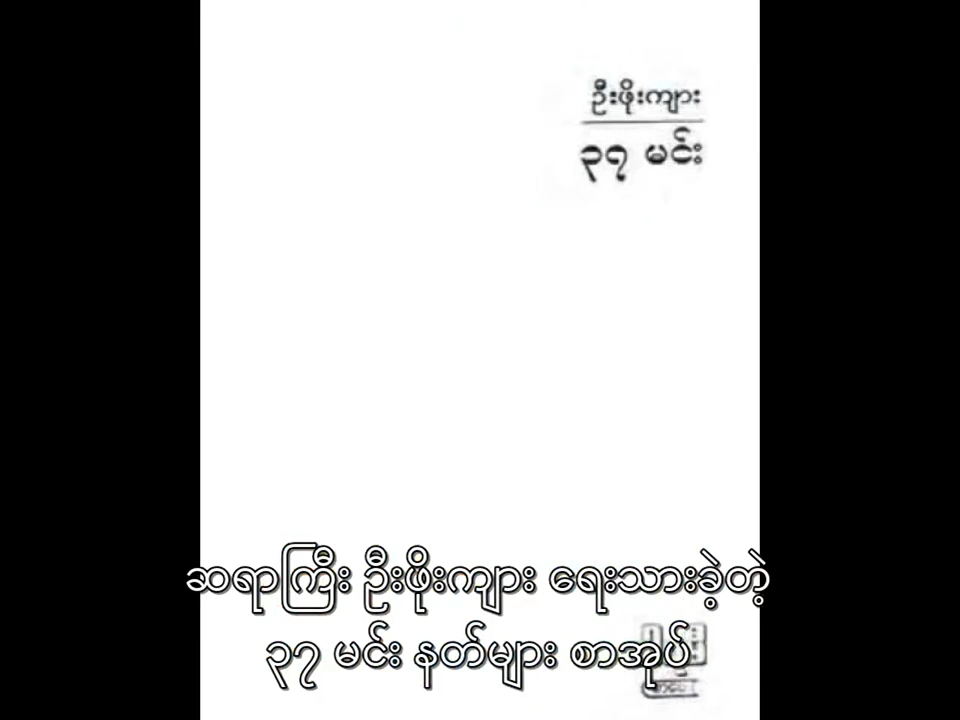 ဦးဖိုးကျား
၃၇ မင်း
ဆရာကြီး ဦးဖိုးကျား ရေးသားခဲ့တဲ့
၃၇ မင်း နတ်များ စာအုပ်